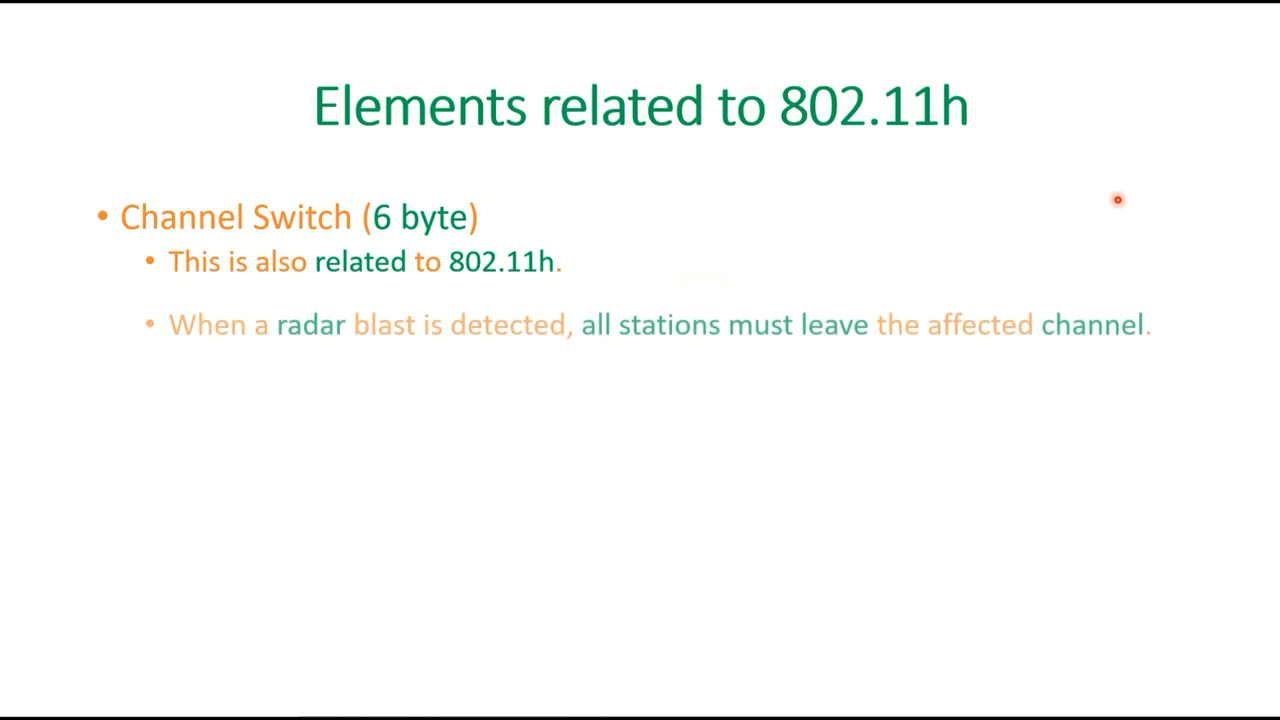 Elements related to 802.11h
• Channel Switch (6 byte)
• This is also related to 802.11h.
• When a radar blast is detected, all stations must leave the affected channel.